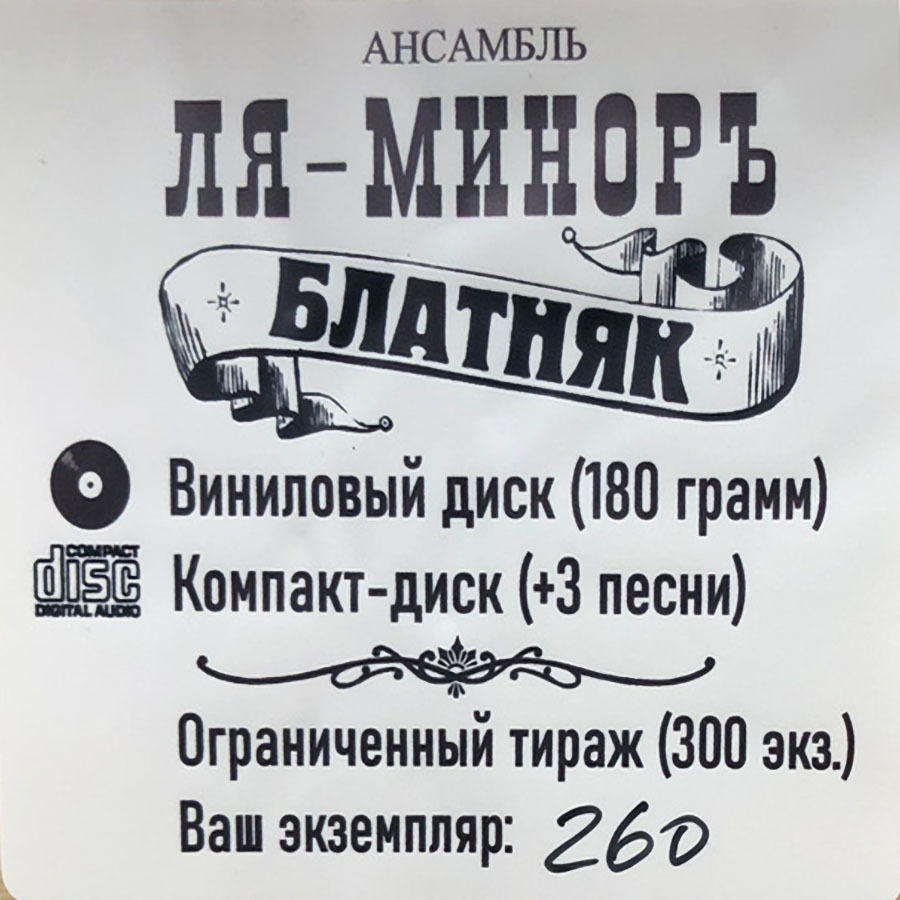 АНСАМБЛЬ
ЛЯ-МИНОРЪ
БЛАТНЯК
Виниловый диск (180 грамм)
COMPACT
disc
DIGITAL AUDIO
Компакт-диск (+3 песни)
Ограниченный тираж (300 экз.)
Ваш экземпляр: 260